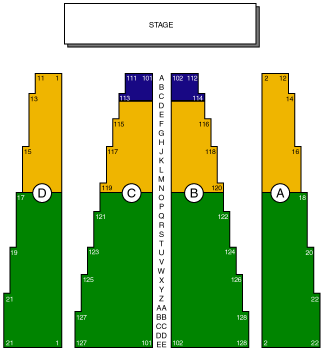 STAGE
11 1 111 101 A 102 112 2 12
B
13 113 C 114 14
D
E
115 F 116
G
H
15 117 J 118 16
K
L
M
119 N 120
D C B A
17 O 18
P
121 Q 122
R
S
19 123 T 124 20
U
V
W
125 X 126
Y
21 Z 22
AA
127 BB 128
CC
DD
21 1 127 101 EE 102 128 2 22